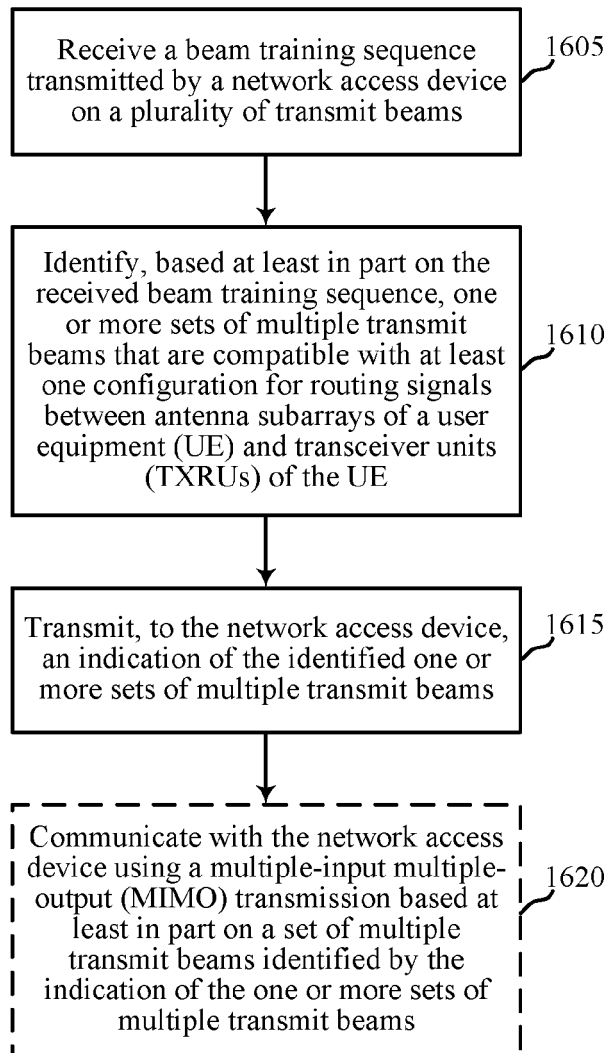 Receive a beam training sequence
transmitted by a network access device
on a plurality of transmit beams
1605
Identify, based at least in part on the
received beam training sequence, one
or more sets of multiple transmit
beams that are compatible with at least
one configuration for routing signals
between antenna subarrays of a user
equipment (UE) and transceiver units
(TXRUs) of the UE
1610
Transmit, to the network access device,
an indication of the identified one or
more sets of multiple transmit beams
1615
Communicate with the network access
device using a multiple-input multiple-
output (MIMO) transmission based at
least in part on a set of multiple
transmit beams identified by the
indication of the one or more sets of
multiple transmit beams
1620